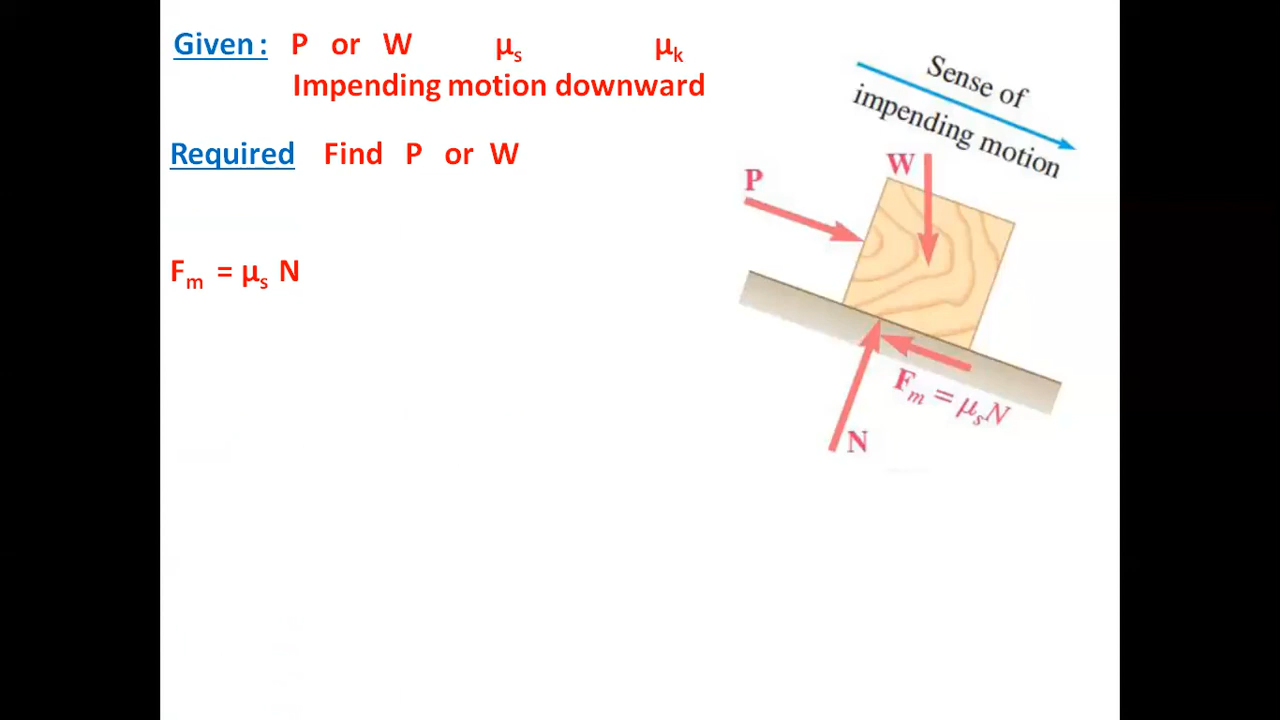 Given : P or W μs μk
Impending motion downward
Required Find P or W
Fm = μs N
Sense of
impending motion
W
P
Fm = μsN
N